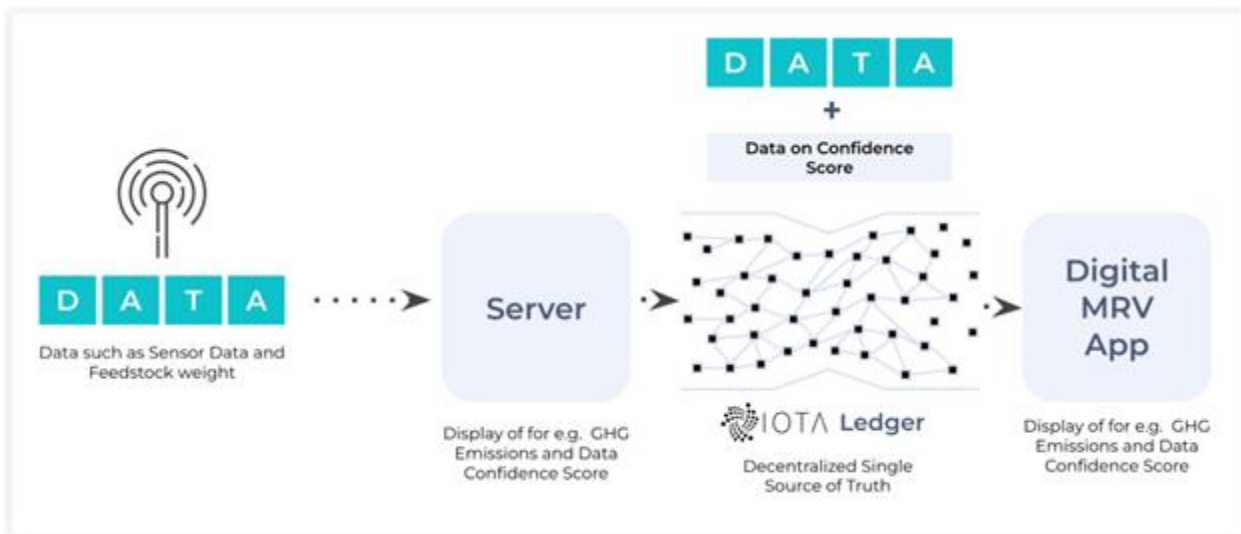 D A T A
+
Data on Confidence
Score
D A T A
Data such as Sensor Data and
Feedstock weight
Server
Display of for e.g. GHG
Emissions and Data
Confidence Score
IOTA Ledger
Decentralized Single
Source of Truth
Digital
MRV
App
Display of for e.g. GHG
Emissions and Data
Confidence Score